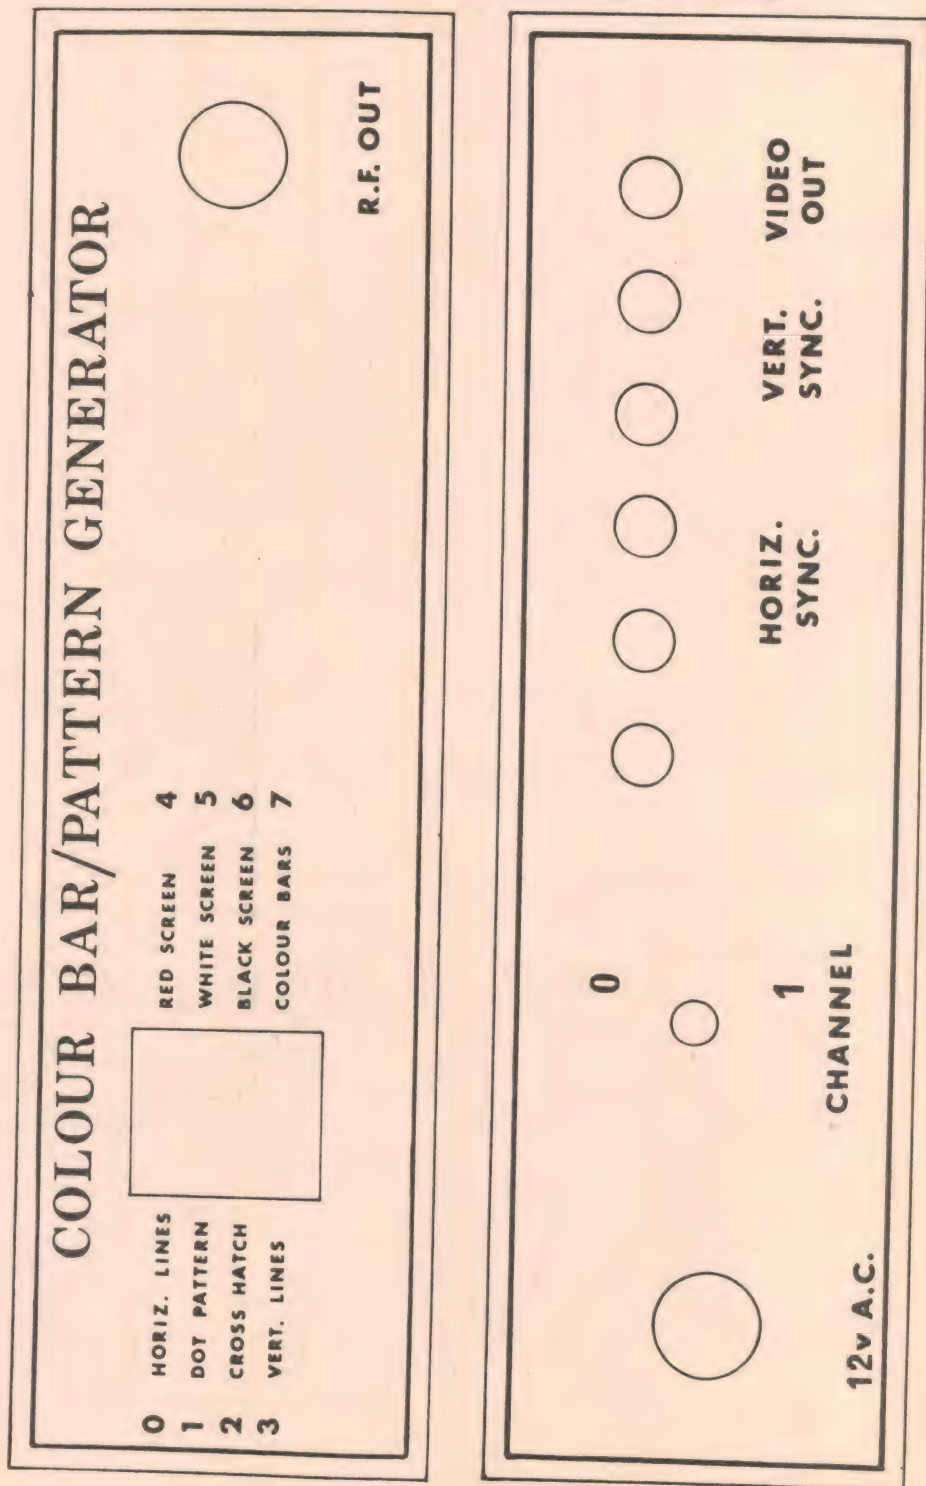 COLOUR BAR/PATTERN GENERATOR
0 HORIZ. LINES
1 DOT PATTERN
2 CROSS HATCH
3 VERT. LINES
RED SCREEN 4
WHITE SCREEN 5
BLACK SCREEN 6
COLOUR BARS 7
R.F. OUT
12v A.C.
0
1
CHANNEL
HORIZ.
SYNC.
VERT.
SYNC.
VIDEO
OUT